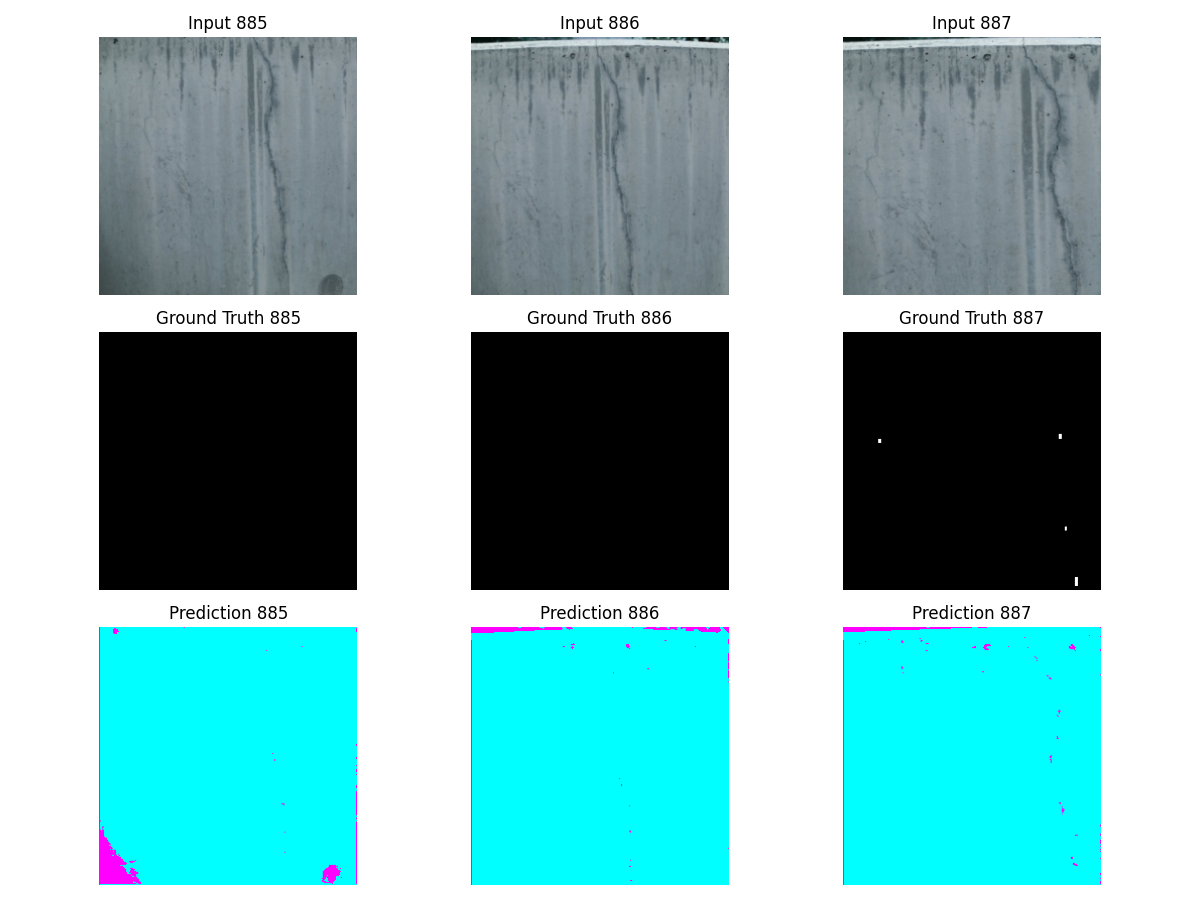 Input 885
Input 886
Input 887
Ground Truth 885
Ground Truth 886
Ground Truth 887
Prediction 885
Prediction 886
Prediction 887